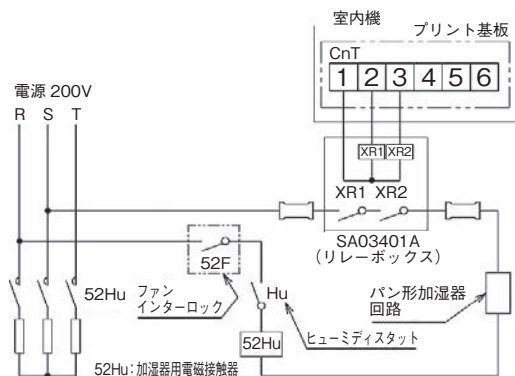 室内機
プリント基板
CnT
1 2 3 4 5 6
電源 200V
R S T
XR1 XR2
XR1 XR2
SA03401A
(リレーボックス)
52F
52Hu
ファン
インターロック
Hu
ヒューミディスタット
パン形加湿器
回路
52Hu
52Hu:加湿器用電磁接触器